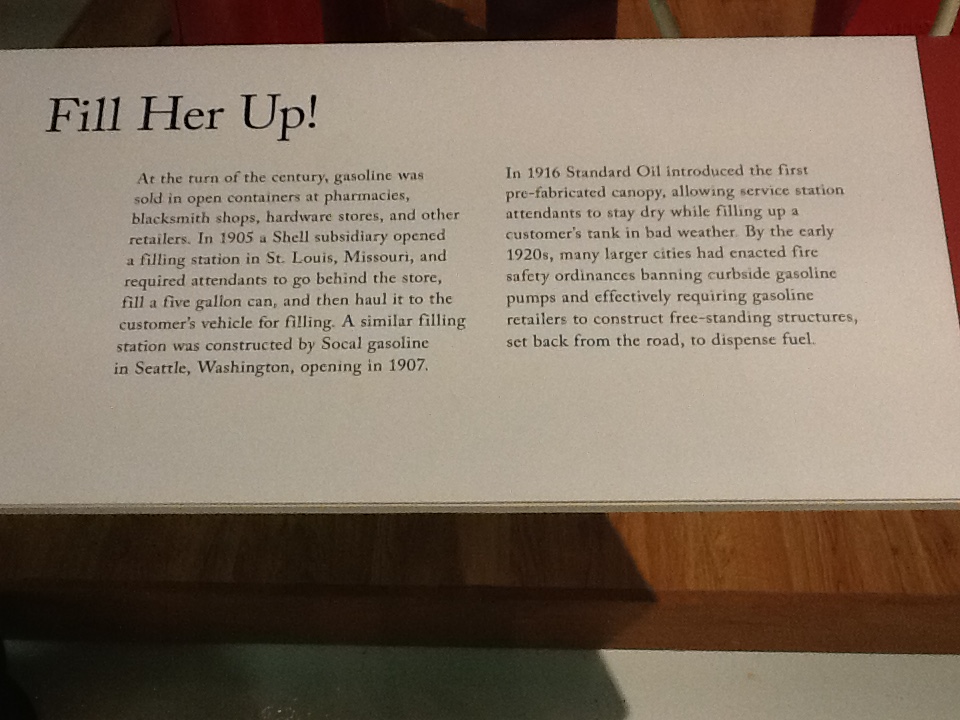 Fill Her Up!
At the turn of the century, gasoline was
sold in open containers at pharmacies,
blacksmith shops, hardware stores, and other
retailers. In 1905 a Shell subsidiary opened
a filling station in St. Louis, Missouri, and
required attendants to go behind the store,
fill a five gallon can, and then haul it to the
customer's vehicle for filling. A similar filling
station was constructed by Socal gasoline
in Seattle, Washington, opening in 1907.
In 1916 Standard Oil introduced the first
pre-fabricated canopy, allowing service station
attendants to stay dry while filling up a
customer's tank in bad weather. By the early
1920s, many larger cities had enacted fire
safety ordinances banning curbside gasoline
pumps and effectively requiring gasoline
retailers to construct free-standing structures,
set back from the road, to dispense fuel.